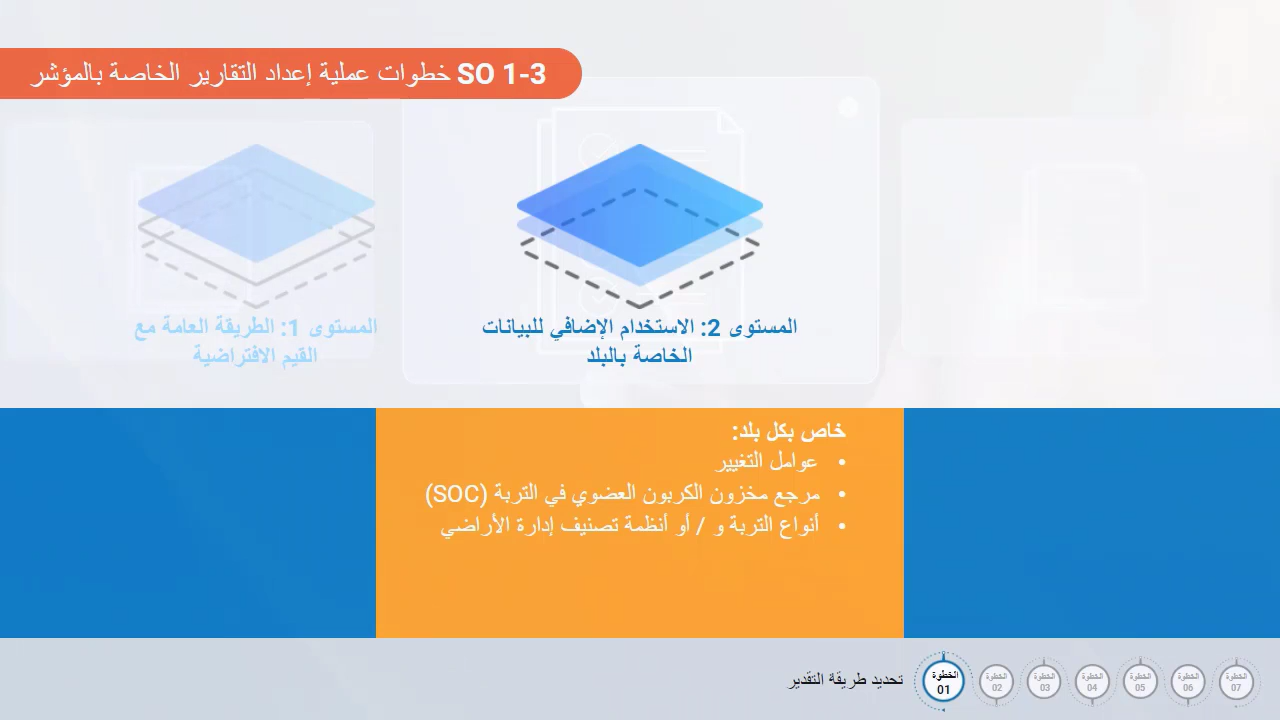 خطوات عملية إعداد التقارير الخاصة بالمؤشر SO 1-3
المستوى 2: الاستخدام الإضافي للبيانات
الخاصة بالبلد
المستوى 1: الطريقة العامة مع
القيم الافتراضية
خاص بكل بلد:
• عوامل التغيير
• مرجع مخزون الكربون العضوي في التربة (SOC)
• أنواع التربة و / أو أنظمة تصنيف إدارة الأراضي
تحديد طريقة التقدير
الخطوة
01
الخطوة
02
الخطوة
03
الخطوة
04
الخطوة
05
الخطوة
06
الخطوة
07